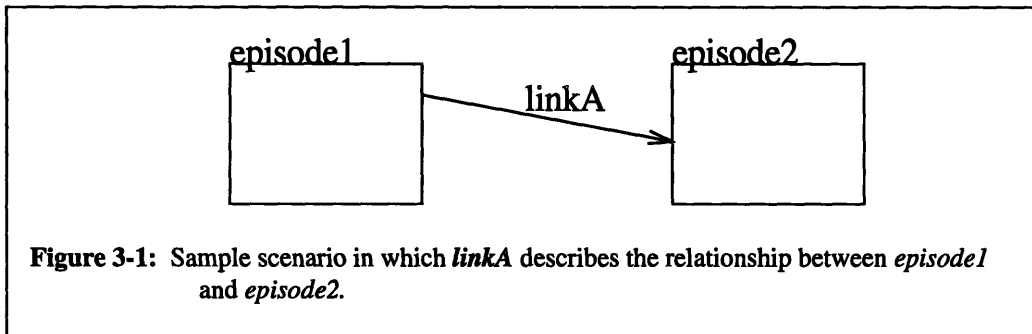 episode1
episode2
linkA
Figure 3-1: Sample scenario in which linkA describes the relationship between episode1
and episode2.